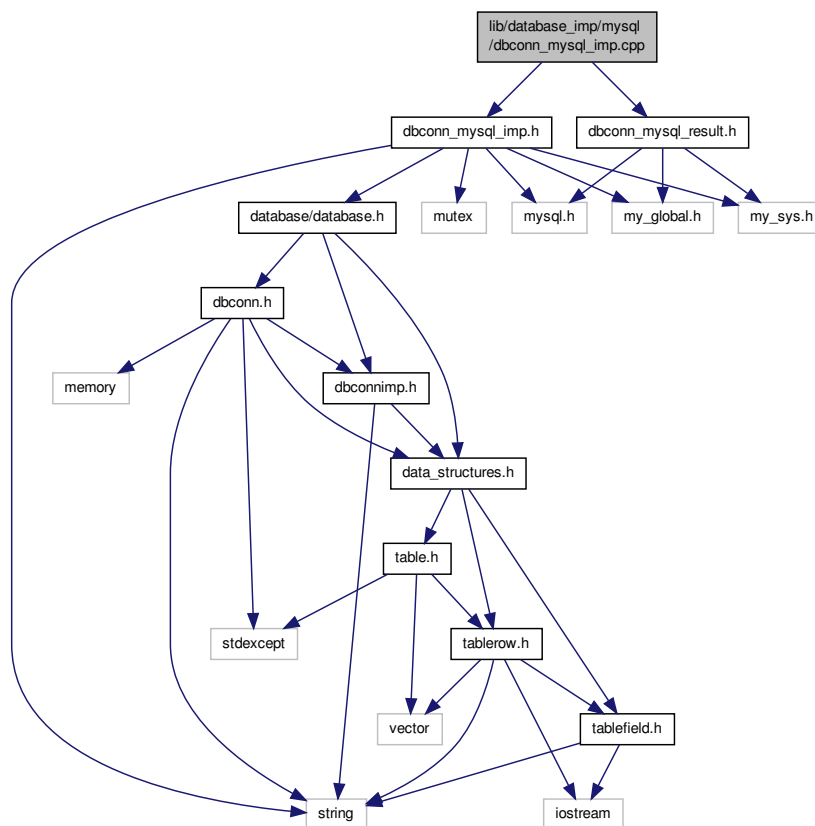 lib/database_imp/mysql
/dbconn_mysql_imp.cpp
dbconn_mysql_imp.h
dbconn_mysql_result.h
database/database.h
mutex
mysql.h
my_global.h
my_sys.h
dbconn.h
memory
dbconnimp.h
data_structures.h
table.h
stdexcept
tablerow.h
vector
tablefield.h
string
iostream